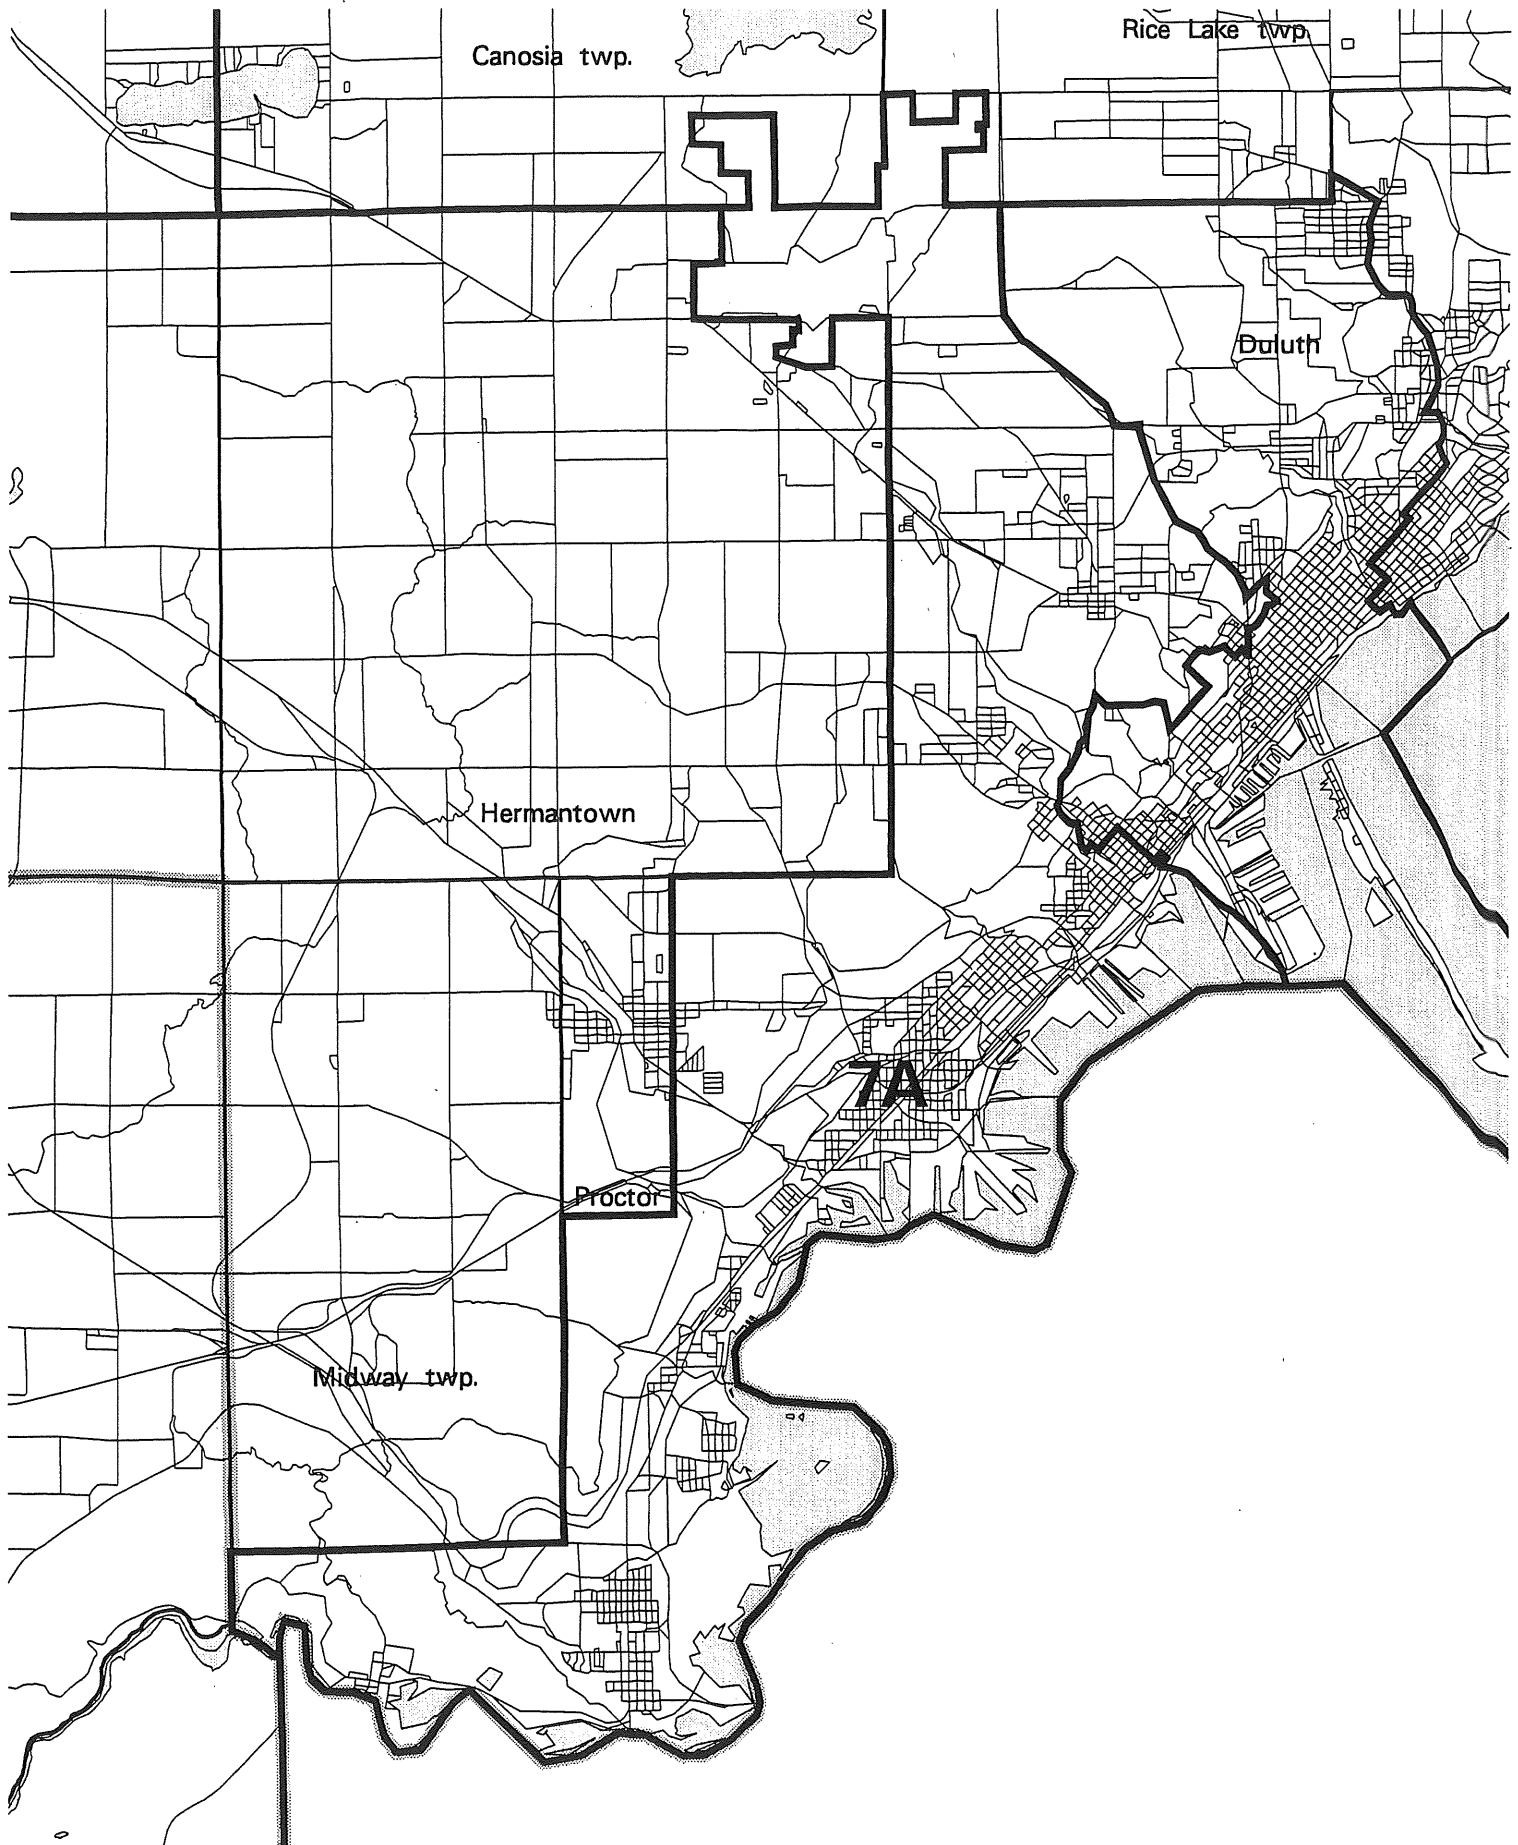 Rice Lake twp.
Canosia twp.
Duluth
Hermantown
7A
Proctor
Midway twp.